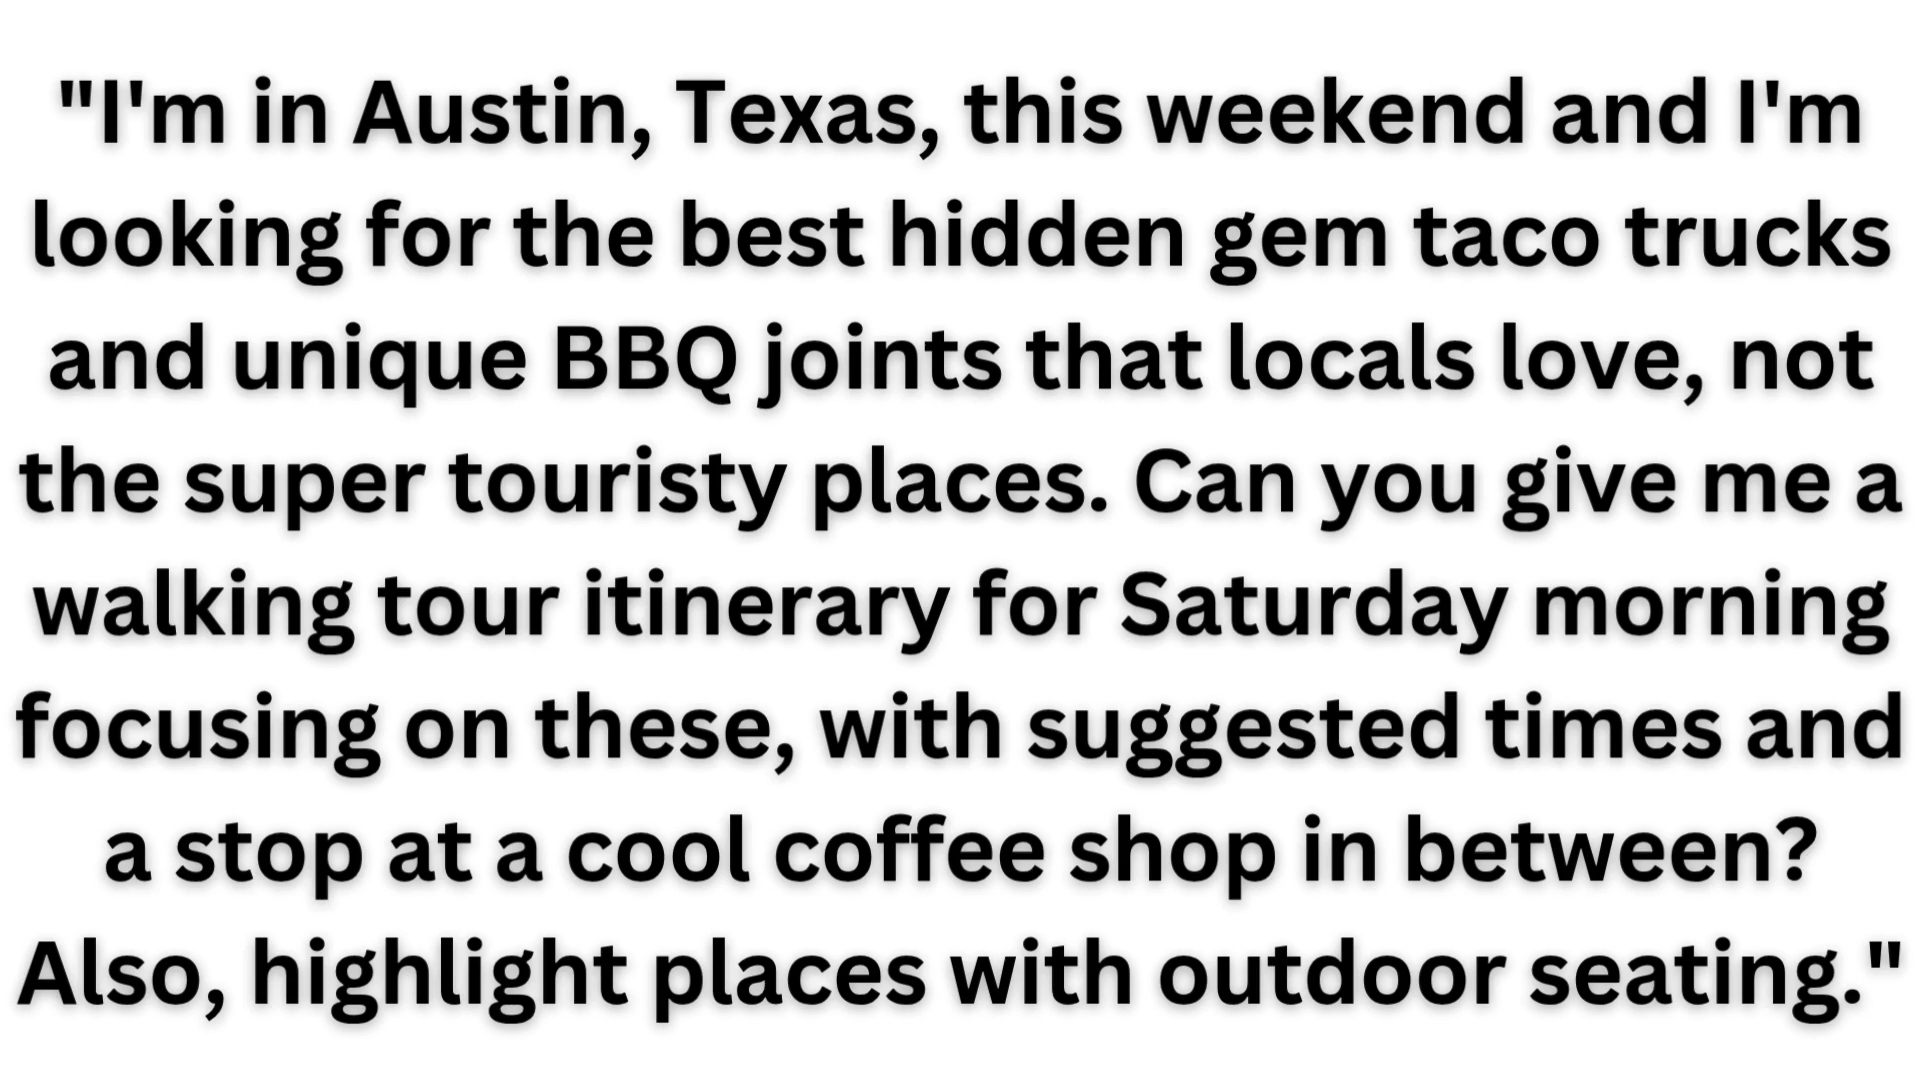 "I'm in Austin, Texas, this weekend and I'm
looking for the best hidden gem taco trucks
and unique BBQ joints that locals love, not
the super touristy places. Can you give me a
walking tour itinerary for Saturday morning
focusing on these, with suggested times and
a stop at a cool coffee shop in between?
Also, highlight places with outdoor seating."